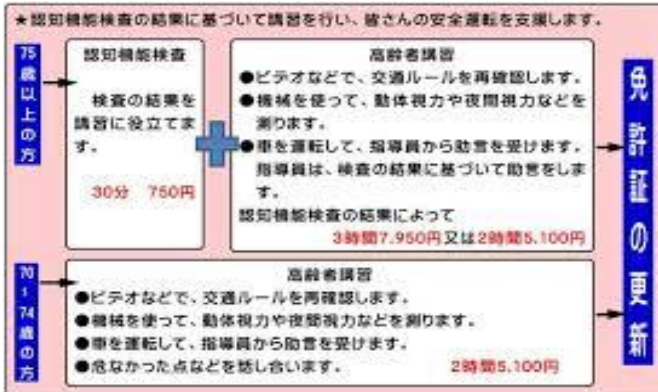 ★認知機能検査の結果に基づいて講習を行い、皆さんの安全運転を支援します。
75歳以上の方
認知機能検査
検査の結果を
講習に役立てま
す。
30分 750円
高齢者講習
●ビデオなどで、交通ルールを再確認します。
●機械を使って、動体視力や夜間視力などを
測ります。
●車を運転して、指導員から助言を受けます。
指導員は、検査の結果に基づいて助言をしま
す。
認知機能検査の結果によって
3時間7.950円又は2時間5.100円
70~74歳の方
高齢者講習
●ビデオなどで、交通ルールを再確認します。
●機械を使って、動体視力や夜間視力などを測ります。
●車を運転して、指導員から助言を受けます。
●危なかった点などを話し合います。
2時間5.100円
免許証の更新